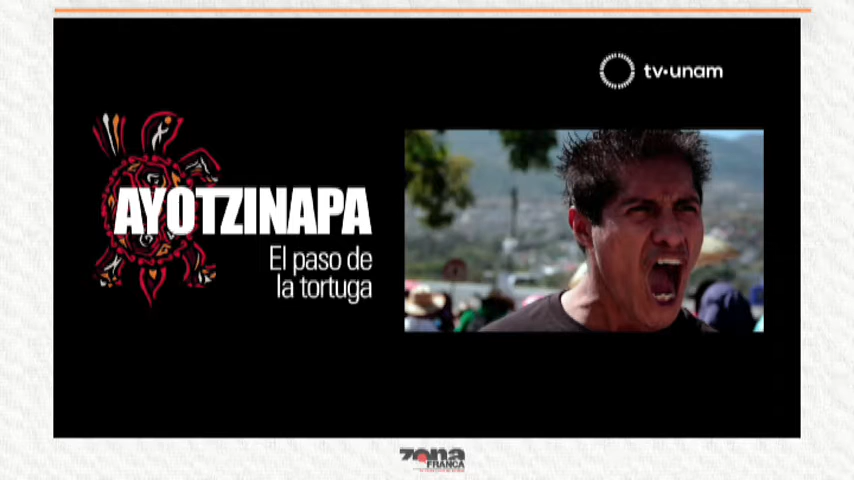 tv·unam
AYOTZINAPA
El paso de
la tortuga
zona
FRANCA